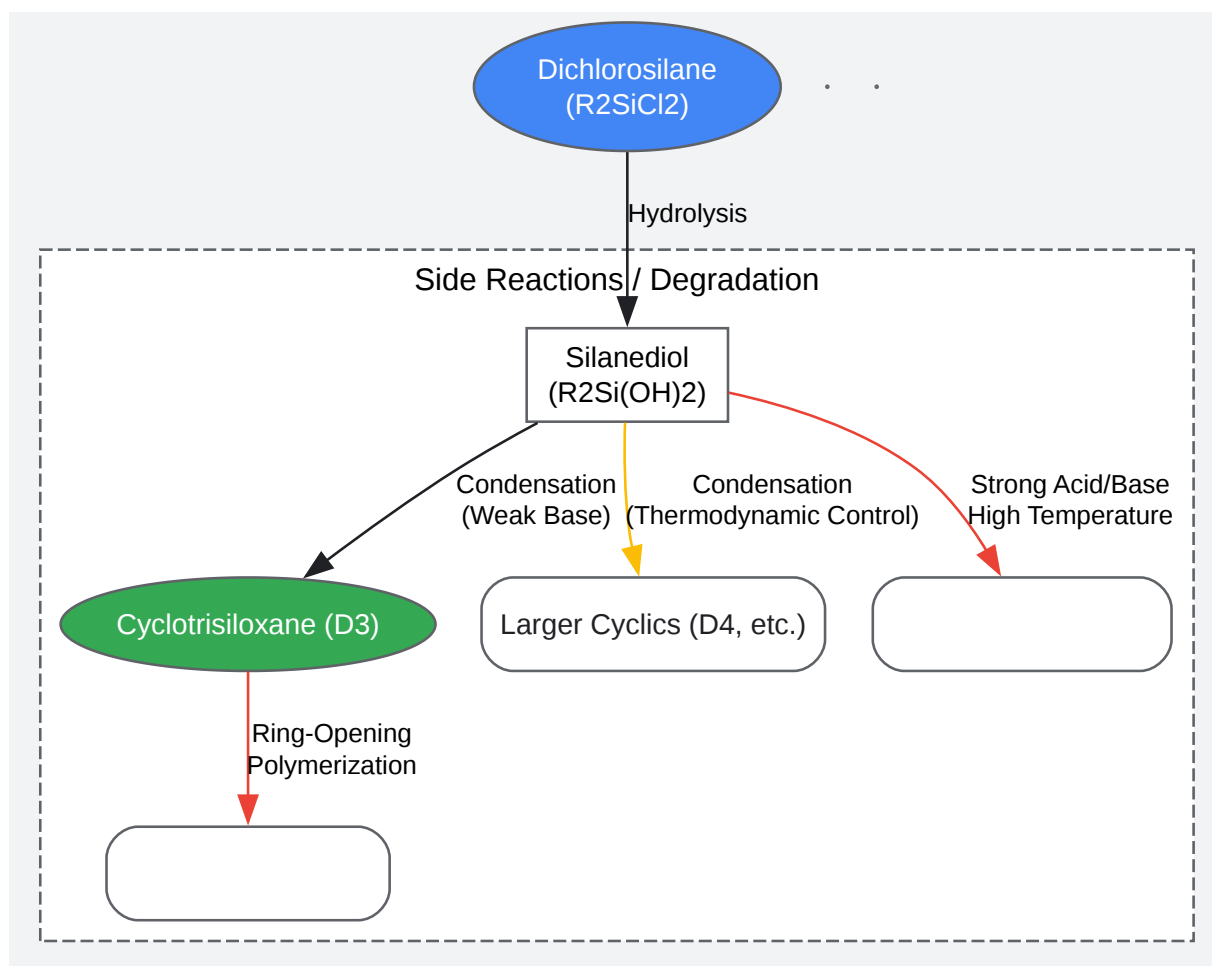 Dichlorosilane
(R2SiCl2)
Hydrolysis
Side Reactions / Degradation
Silanediol
(R2Si(OH)2)
Condensation
(Weak Base)
Condensation
(Thermodynamic Control)
Strong Acid/Base
High Temperature
Cyclotrisiloxane (D3)
Larger Cyclics (D4, etc.)
Ring-Opening
Polymerization